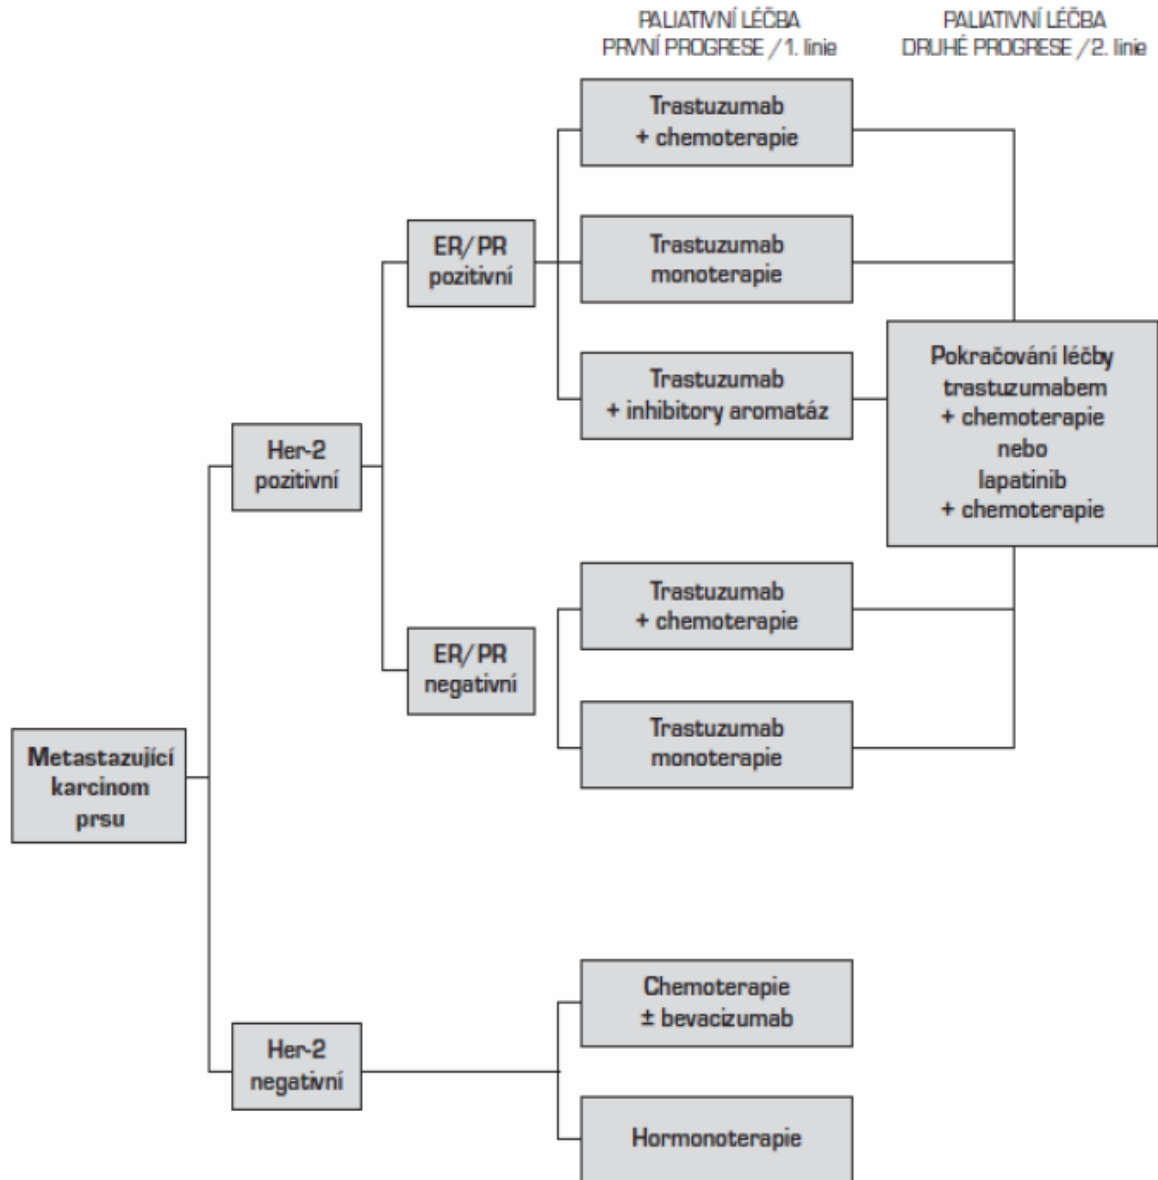 PALIATIVNÍ LÉČBA
PRVNÍ PROGRESE / 1. linie
PALIATIVNÍ LÉČBA
DRUHÉ PROGRESE / 2. linie
Trastuzumab
+ chemoterapie
ER/PR
pozitivní
Trastuzumab
monoterapie
Trastuzumab
+ inhibitory aromatáz
Pokračování léčby
trastuzumabem
+ chemoterapie
nebo
lapatinib
+ chemoterapie
Her-2
pozitivní
Trastuzumab
+ chemoterapie
ER/PR
negativní
Trastuzumab
monoterapie
Metastazující
karcinom
prsu
Chemoterapie
± bevacizumab
Her-2
negativní
Hormonoterapie